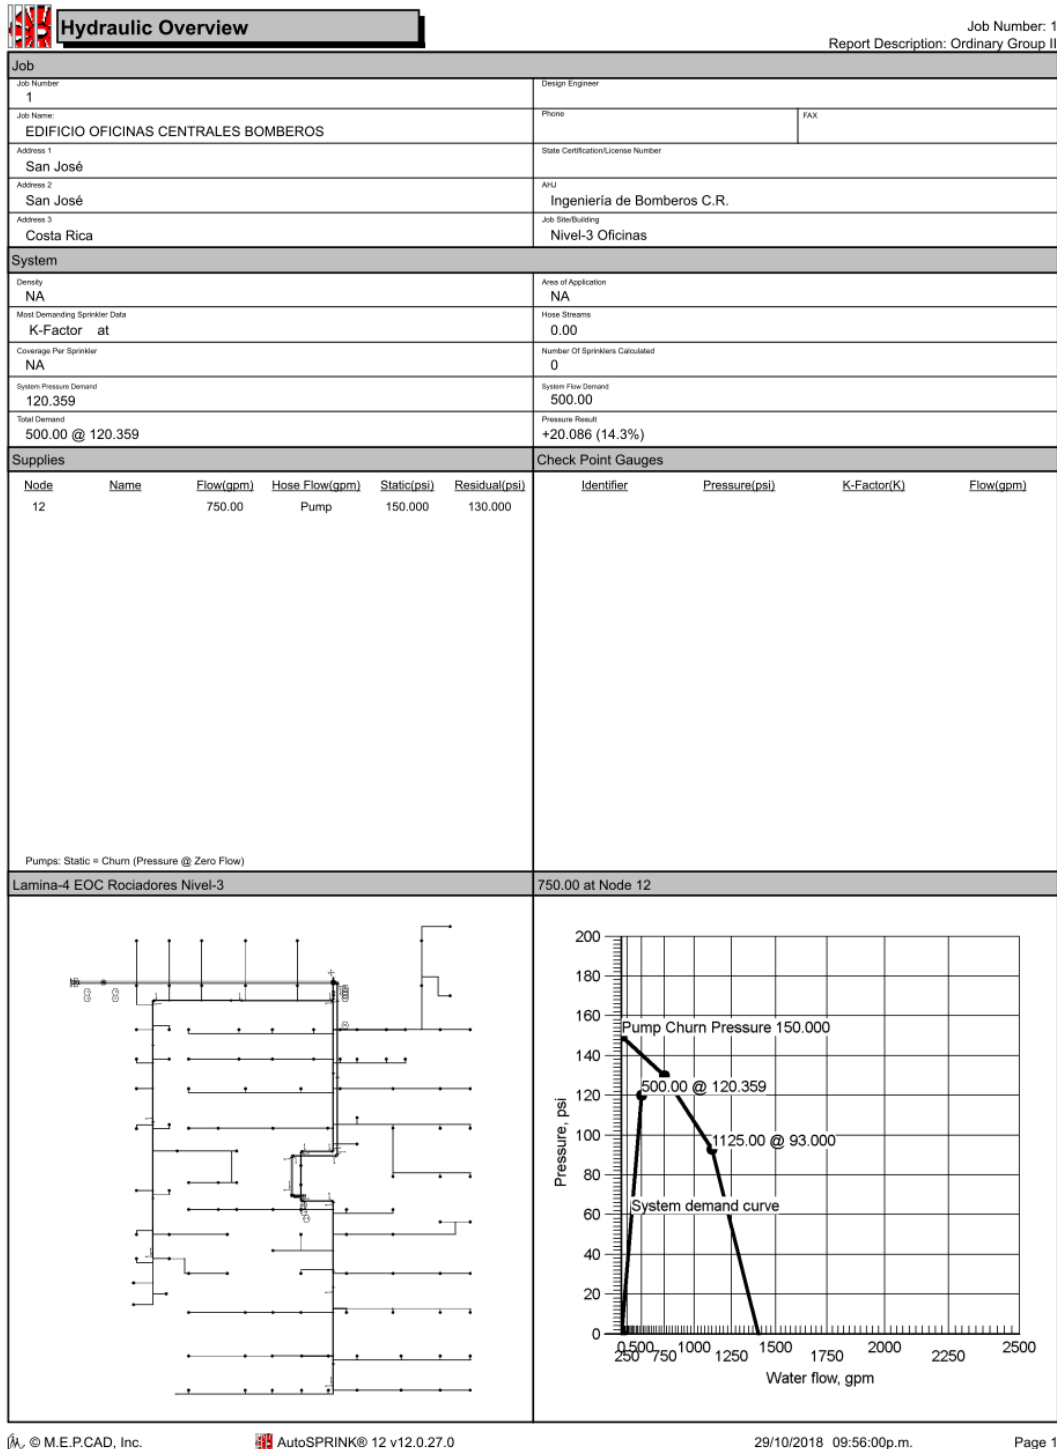 Hydraulic Overview
Job Number: 1
Report Description: Ordinary Group II
Job
Job Number
1
Design Engineer
Job Name:
EDIFICIO OFICINAS CENTRALES BOMBEROS
Phone
FAX
Address 1
San José
State Certification/License Number
Address 2
San José
AHJ
Ingeniería de Bomberos C.R.
Address 3
Costa Rica
Job Site/Building
Nivel-3 Oficinas
System
Density
NA
Area of Application
NA
Most Demanding Sprinkler Data
K-Factor at
Hose Streams
0.00
Coverage Per Sprinkler
NA
Number Of Sprinklers Calculated
0
System Pressure Demand
120.359
System Flow Demand
500.00
Total Demand
500.00 @ 120.359
Pressure Result
+20.086 (14.3%)
Supplies
Check Point Gauges
Node Name Flow(gpm) Hose Flow(gpm) Static(psi) Residual(psi)
12 750.00 Pump 150.000 130.000
Identifier Pressure(psi) K-Factor(K) Flow(gpm)
Pumps: Static = Churn (Pressure @ Zero Flow)
Lamina-4 EOC Rociadores Nivel-3
750.00 at Node 12
200
180
160
Pump Churn Pressure 150.000
140
500.00 @ 120.359
120
100
1125.00 @ 93.000
80
System demand curve
60
40
20
0
Pressure, psi
0 500 1000 1500 2000 2500
250 750 1250 1750 2250
Water flow, gpm
© M.E.P.CAD, Inc.
AutoSPRINK® 12 v12.0.27.0
29/10/2018 09:56:00p.m.
Page 1